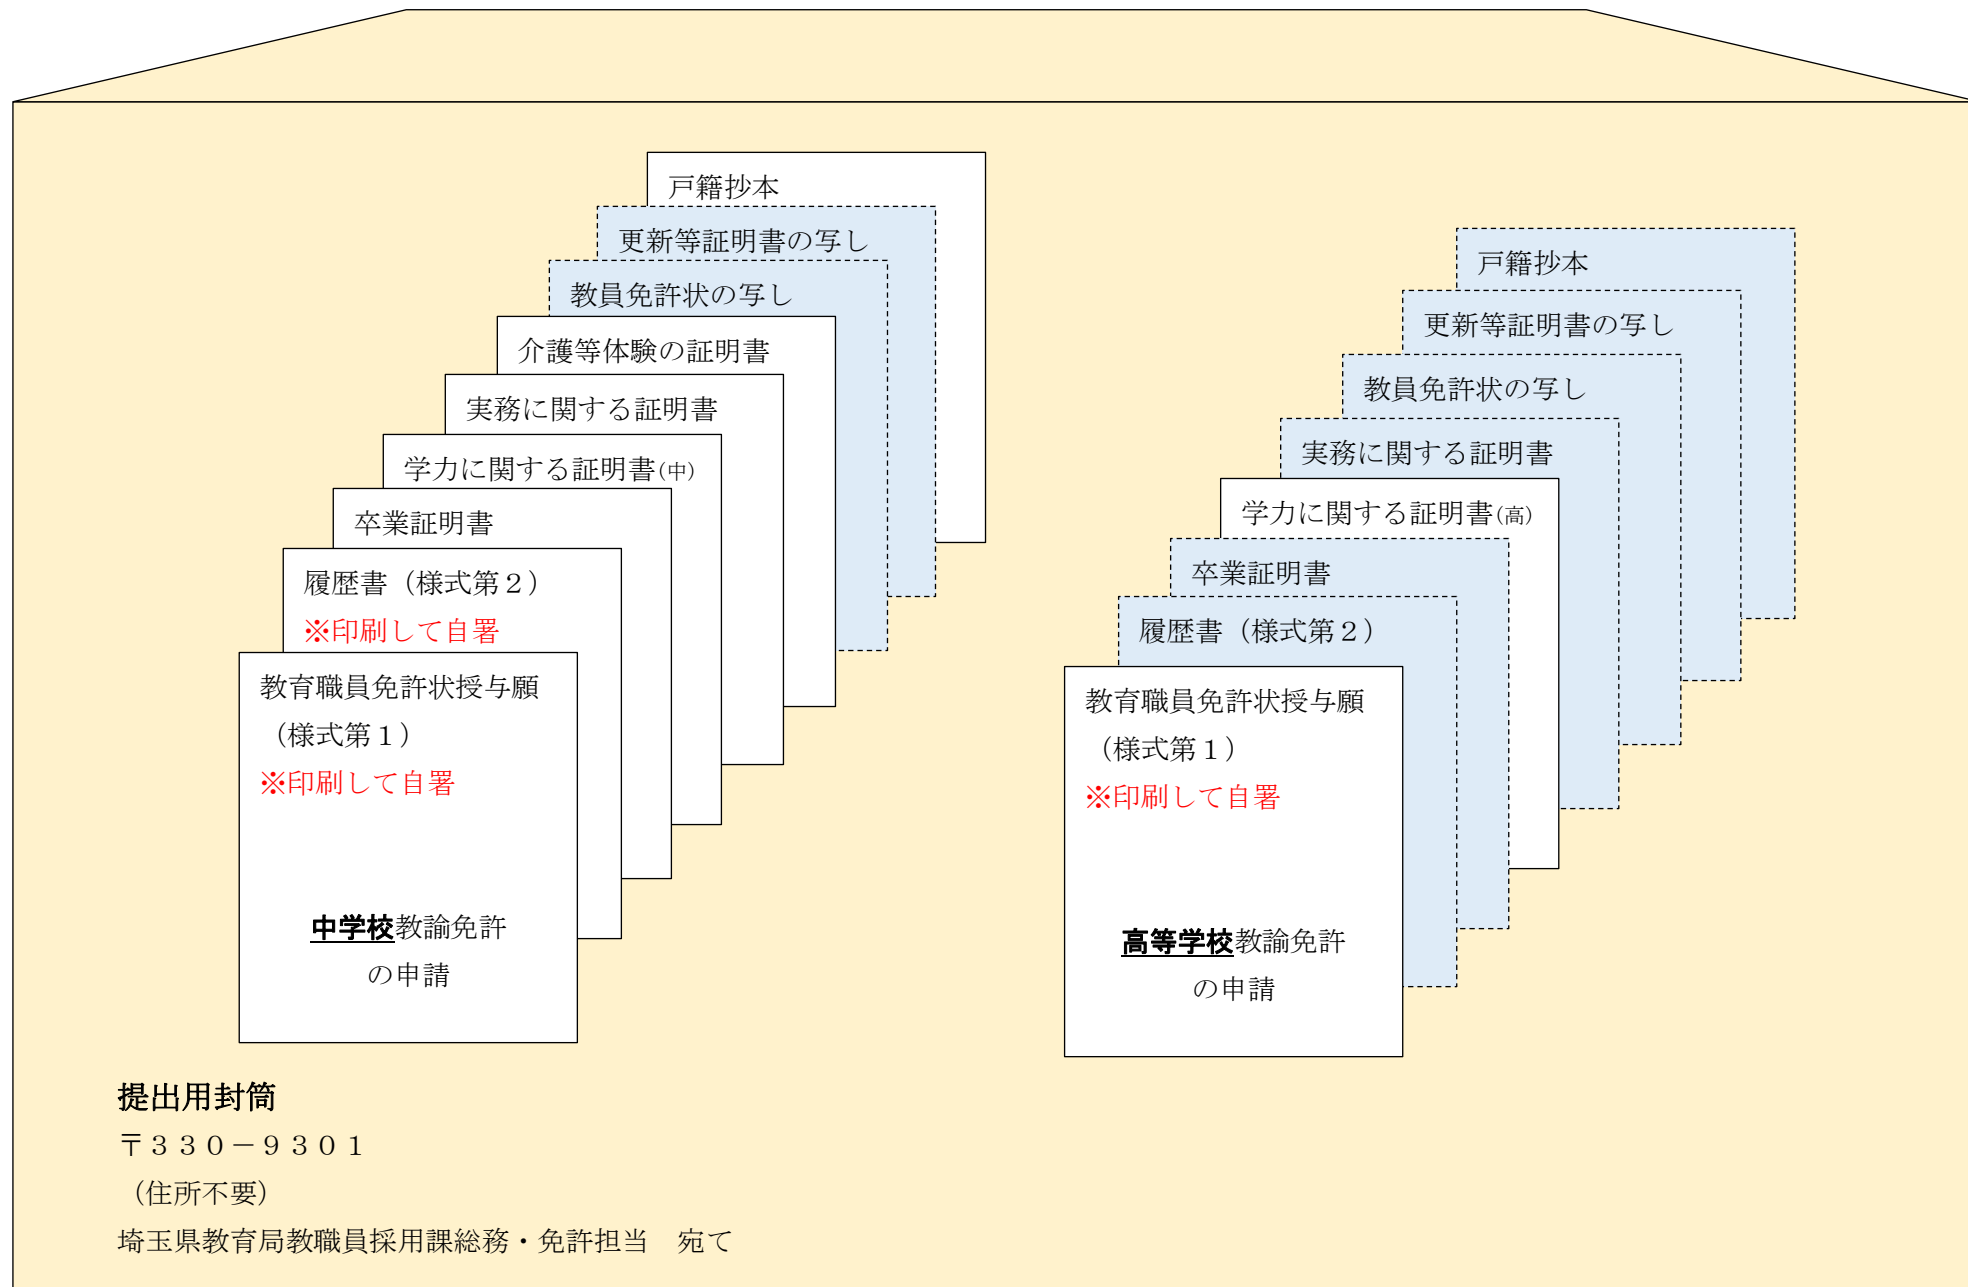 戸籍抄本
更新等証明書の写し
教員免許状の写し
介護等体験の証明書
実務に関する証明書
学力に関する証明書(中)
卒業証明書
履歴書（様式第２）
※印刷して自署
教育職員免許状授与願
（様式第１）
※印刷して自署
中学校教諭免許
の申請
戸籍抄本
更新等証明書の写し
教員免許状の写し
実務に関する証明書
学力に関する証明書(高)
卒業証明書
履歴書（様式第２）
教育職員免許状授与願
（様式第１）
※印刷して自署
高等学校教諭免許
の申請
提出用封筒
〒３３０－９３０１
（住所不要）
埼玉県教育局教職員採用課総務・免許担当　宛て